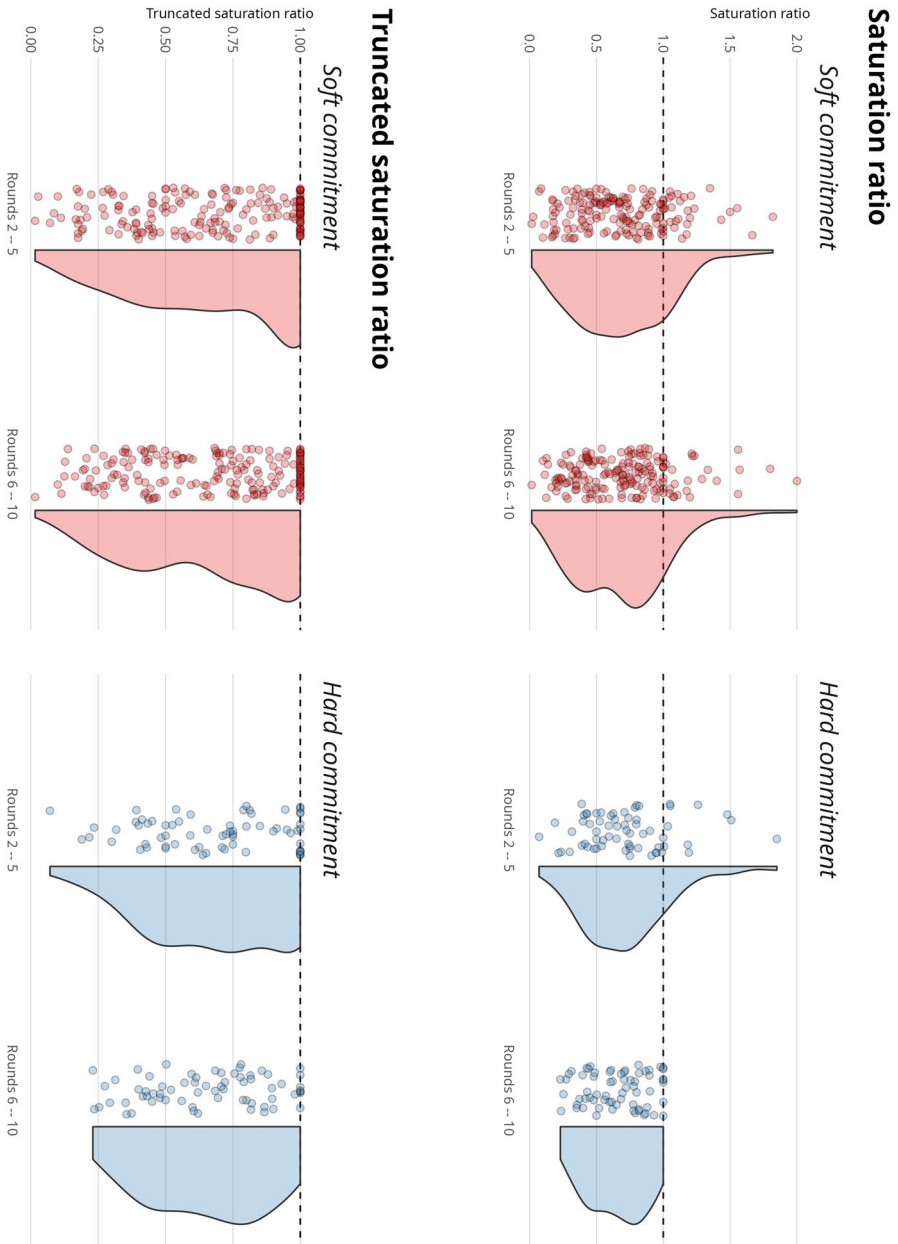 Saturation ratio
Soft commitment
Hard commitment
Saturation ratio
2.0
1.5
1.0
0.5
0.0
Rounds 2 -- 5
Rounds 6 -- 10
Rounds 2 -- 5
Rounds 6 -- 10
Truncated saturation ratio
Soft commitment
Hard commitment
Truncated saturation ratio
1.00
0.75
0.50
0.25
0.00
Rounds 2 -- 5
Rounds 6 -- 10
Rounds 2 -- 5
Rounds 6 -- 10